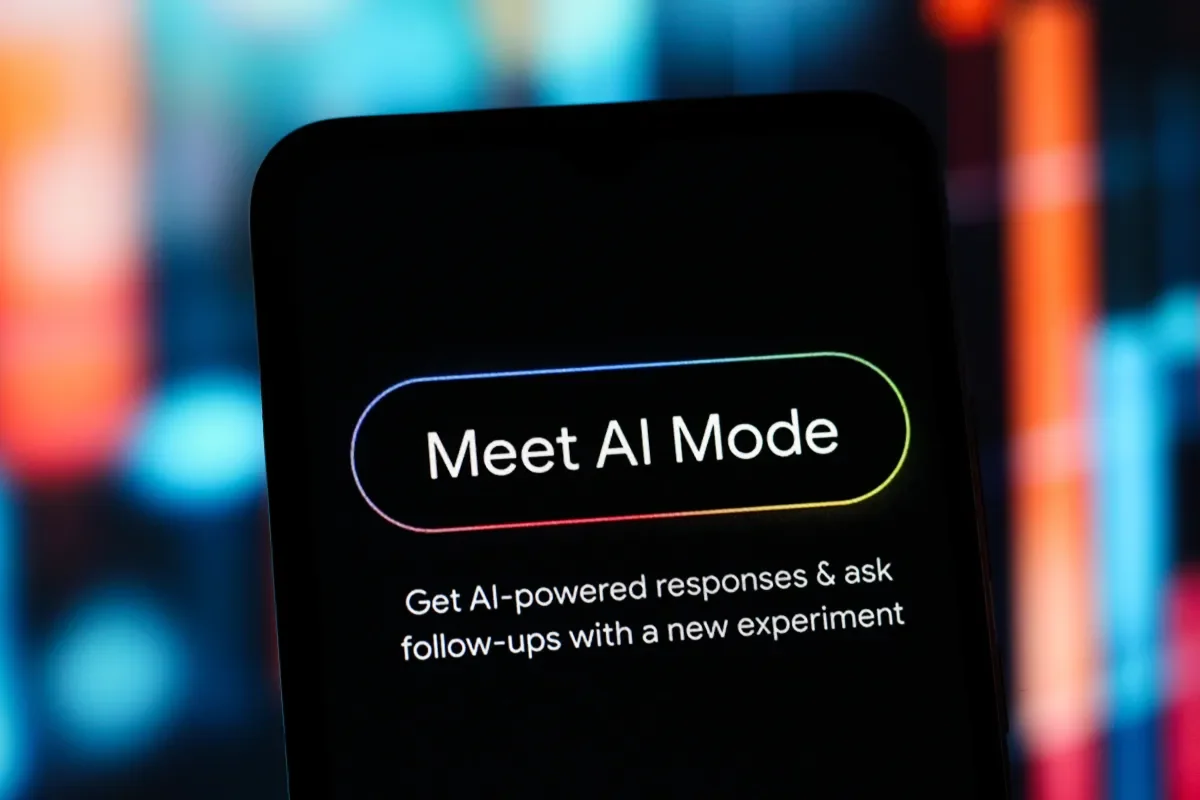 Meet AI Mode
Get AI-powered responses & ask
follow-ups with a new experiment